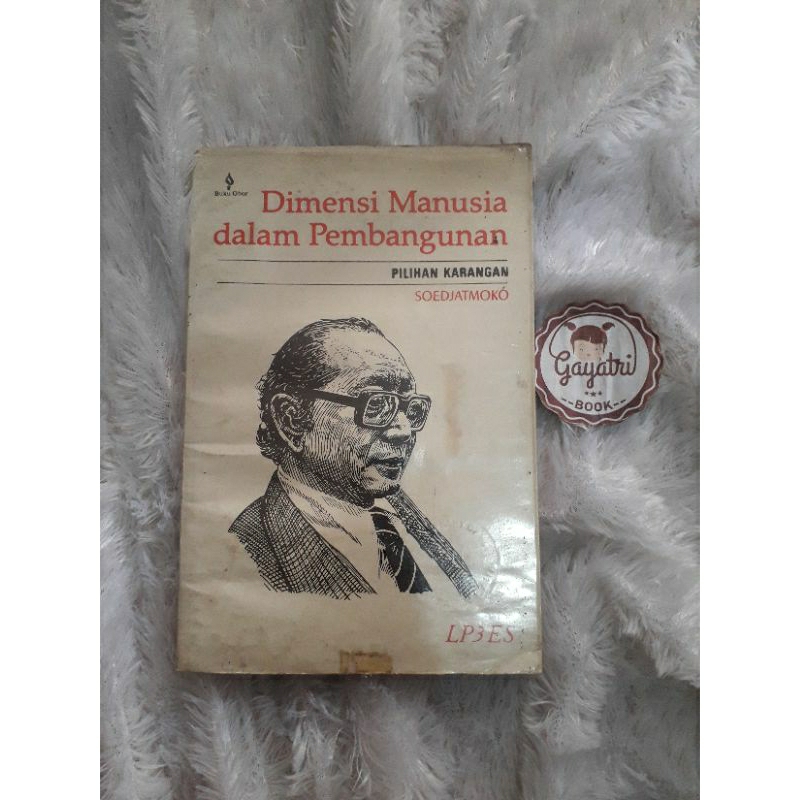 Buku Obor
Dimensi Manusia
dalam Pembangunan
PILIHAN KARANGAN
SOEDJATMOKO
LP3ES
Gayatri
--BOOK--